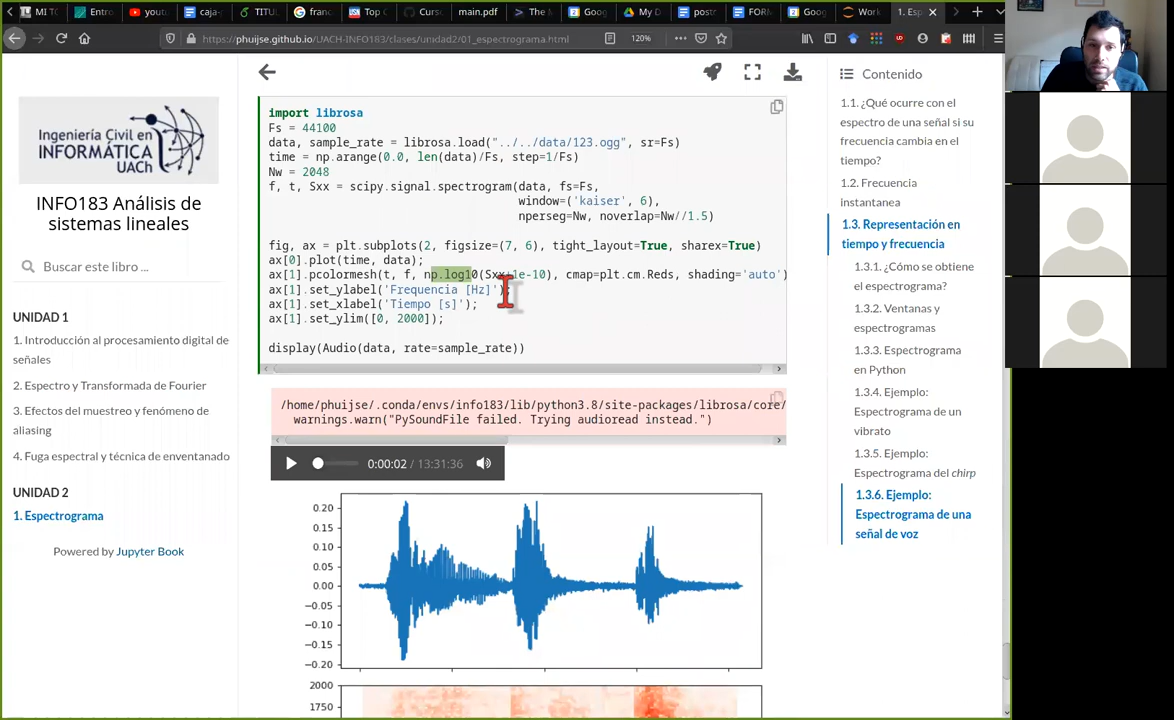 MI TC
Entro
yout
caja-
TITUL
franc
Top C
Curso
main.pdf
The M
Goog
My D
postr
FORM
Goog
Work
1. Esp
https://phuijse.github.io/UACH-INFO183/clases/unidad2/01_espectrograma.html
120%
Ingeniería Civil en
INFORMÁTICA
UACh
INFO183 Análisis de
sistemas lineales
Buscar este libro ...
UNIDAD 1
1. Introducción al procesamiento digital de
señales
2. Espectro y Transformada de Fourier
3. Efectos del muestreo y fenómeno de
aliasing
4. Fuga espectral y técnica de enventanado
UNIDAD 2
1. Espectrograma
Powered by Jupyter Book
import librosa
Fs = 44100
data, sample_rate = librosa.load("../../data/123.ogg", sr=Fs)
time = np.arange(0.0, len(data)/Fs, step=1/Fs)
Nw = 2048
f, t, Sxx = scipy.signal.spectrogram(data, fs=Fs,
window=('kaiser', 6),
nperseg=Nw, noverlap=Nw//1.5)
fig, ax = plt.subplots(2, figsize=(7, 6), tight_layout=True, sharex=True)
ax[0].plot(time, data);
ax[1].pcolormesh(t, f, np.log10(Sxx+1e-10), cmap=plt.cm.Reds, shading='auto')
ax[1].set_ylabel('Frequencia [Hz]');
ax[1].set_xlabel('Tiempo [s]');
ax[1].set_ylim([0, 2000]);
display(Audio(data, rate=sample_rate))
/home/phuijse/.conda/envs/info183/lib/python3.8/site-packages/librosa/core/
warnings.warn("PySoundFile failed. Trying audioread instead.")
0:00:02 / 13:31:36
0.20
0.15
0.10
0.05
0.00
−0.05
−0.10
−0.15
−0.20
2000
1750
Contenido
1.1. ¿Qué ocurre con el
espectro de una señal si su
frecuencia cambia en el
tiempo?
1.2. Frecuencia
instantanea
1.3. Representación en
tiempo y frecuencia
1.3.1. ¿Cómo se obtiene
el espectrograma?
1.3.2. Ventanas y
espectrogramas
1.3.3. Espectrograma
en Python
1.3.4. Ejemplo:
Espectrograma de un
vibrato
1.3.5. Ejemplo:
Espectrograma del chirp
1.3.6. Ejemplo:
Espectrograma de una
señal de voz